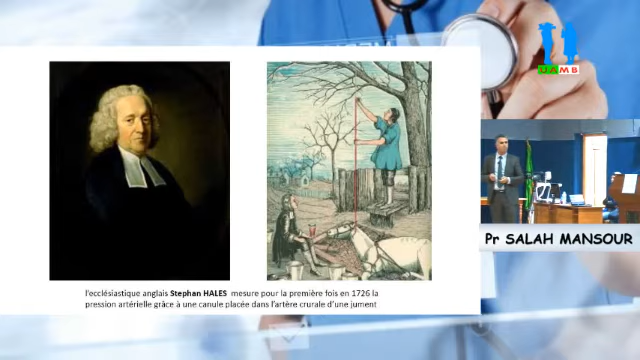 UAMB
Pr SALAH MANSOUR
l'ecclésiastique anglais Stephan HALES mesure pour la première fois en 1726 la
pression artérielle grâce à une canule placée dans l'artère crurale d'une jument